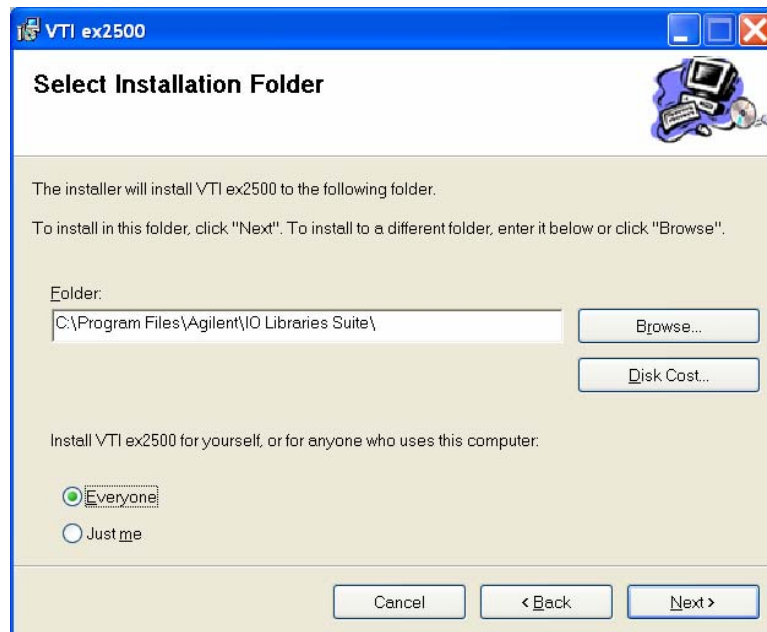 VTI ex2500
Select Installation Folder
The installer will install VTI ex2500 to the following folder.
To install in this folder, click "Next". To install to a different folder, enter it below or click "Browse".
Folder:
C:\Program Files\Agilent\IO Libraries Suite\
Browse...
Disk Cost...
Install VTI ex2500 for yourself, or for anyone who uses this computer:
Everyone
Just me
Cancel
< Back
Next >